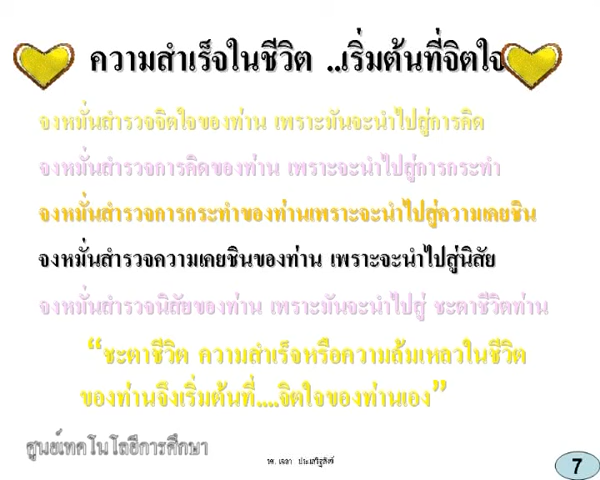 ความสำเร็จในชีวิต ..เริ่มต้นที่จิตใจ
จงหมั่นสำรวจจิตใจของท่าน เพราะมันจะนำไปสู่การคิด
จงหมั่นสำรวจการคิดของท่าน เพราะจะนำไปสู่การกระทำ
จงหมั่นสำรวจการกระทำของท่านเพราะจะนำไปสู่ความเคยชิน
จงหมั่นสำรวจความเคยชินของท่าน เพราะจะนำไปสู่นิสัย
จงหมั่นสำรวจนิสัยของท่าน เพราะมันจะนำไปสู่ ชะตาชีวิตท่าน
“ชะตาชีวิต ความสำเร็จหรือความล้มเหลวในชีวิต
ของท่านจึงเริ่มต้นที่....จิตใจของท่านเอง”
ศูนย์เทคโนโลยีการศึกษา
7